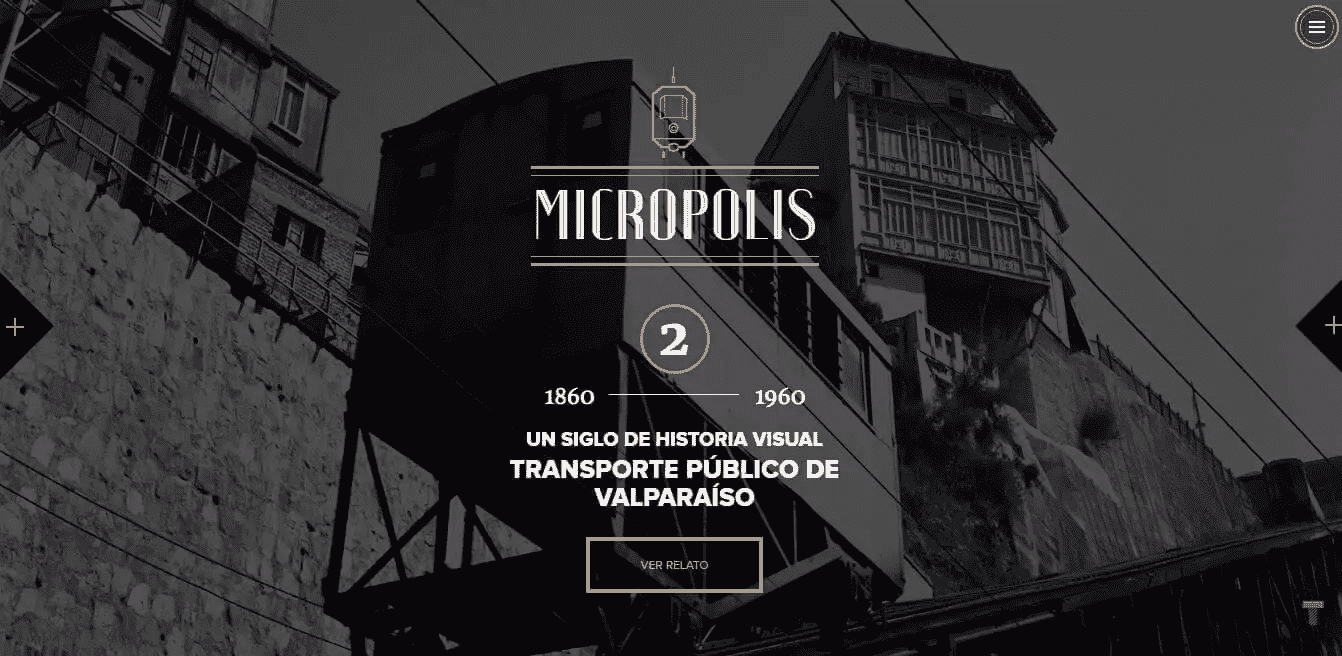 MICROPOLIS
2
1860 1960
UN SIGLO DE HISTORIA VISUAL
TRANSPORTE PÚBLICO DE
VALPARAÍSO
VER RELATO
T